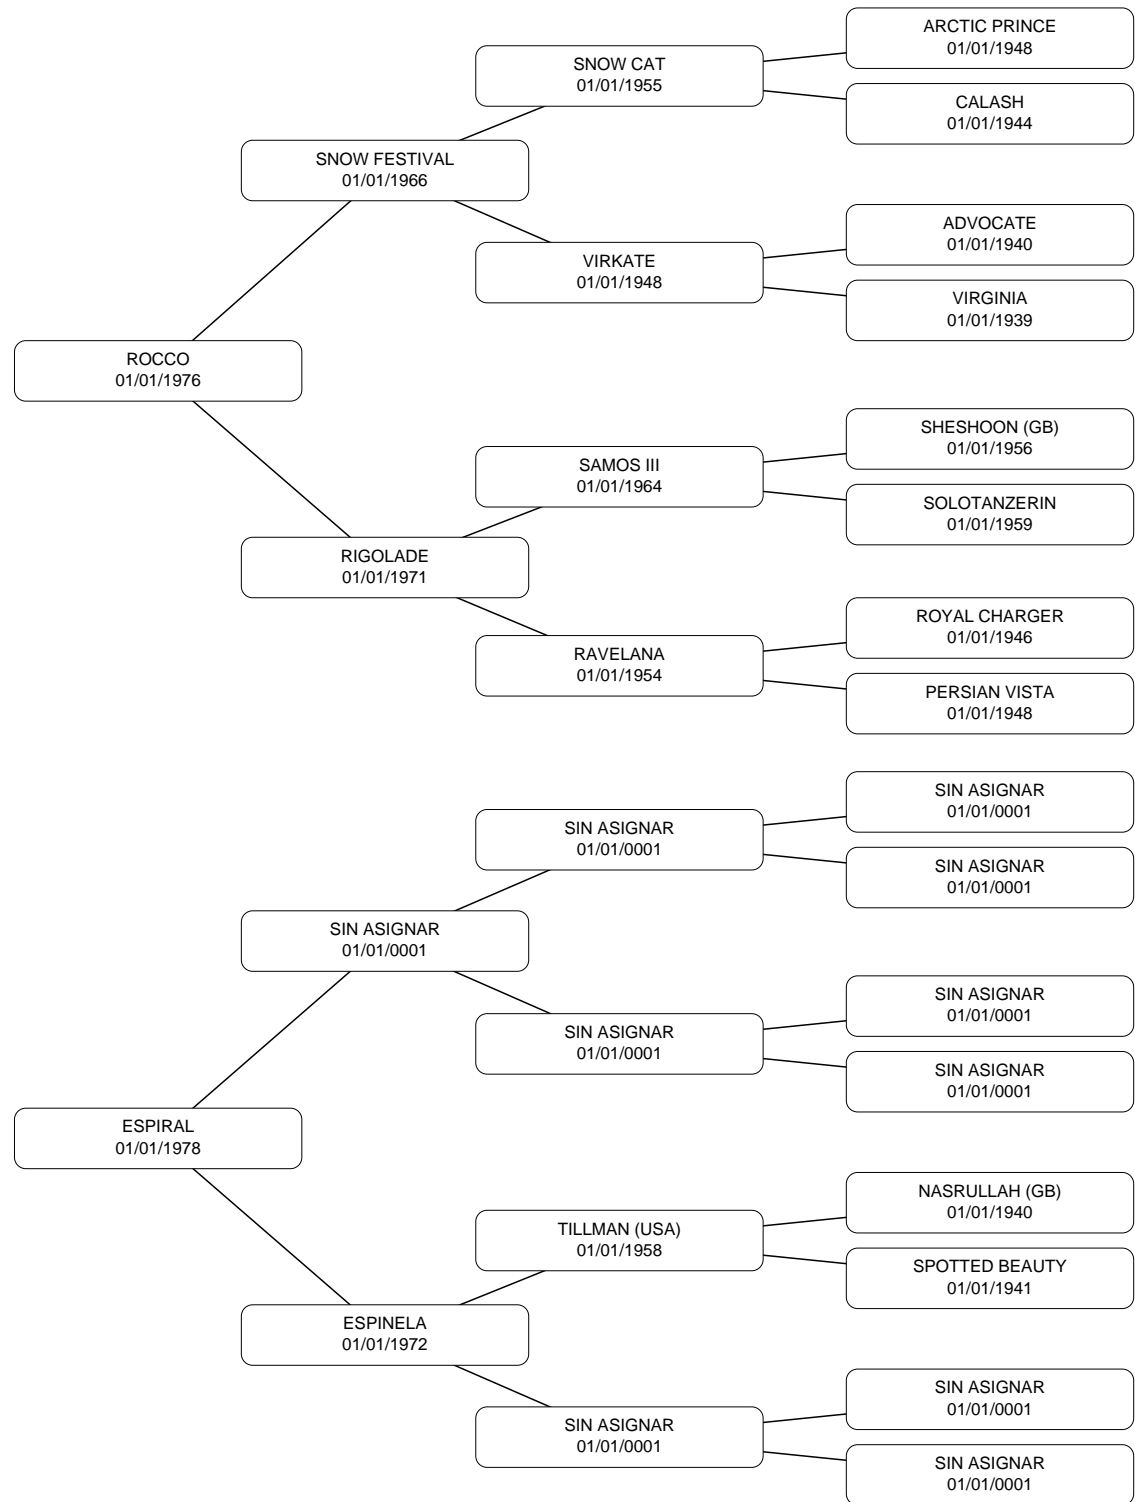 ARCTIC PRINCE
01/01/1948
SNOW CAT
01/01/1955
CALASH
01/01/1944
SNOW FESTIVAL
01/01/1966
ADVOCATE
01/01/1940
VIRKATE
01/01/1948
VIRGINIA
01/01/1939
ROCCO
01/01/1976
SHESHOON (GB)
01/01/1956
SAMOS III
01/01/1964
SOLOTANZERIN
01/01/1959
RIGOLADE
01/01/1971
ROYAL CHARGER
01/01/1946
RAVELANA
01/01/1954
PERSIAN VISTA
01/01/1948
SIN ASIGNAR
01/01/0001
SIN ASIGNAR
01/01/0001
SIN ASIGNAR
01/01/0001
SIN ASIGNAR
01/01/0001
SIN ASIGNAR
01/01/0001
SIN ASIGNAR
01/01/0001
SIN ASIGNAR
01/01/0001
ESPIRAL
01/01/1978
NASRULLAH (GB)
01/01/1940
TILLMAN (USA)
01/01/1958
SPOTTED BEAUTY
01/01/1941
ESPINELA
01/01/1972
SIN ASIGNAR
01/01/0001
SIN ASIGNAR
01/01/0001
SIN ASIGNAR
01/01/0001